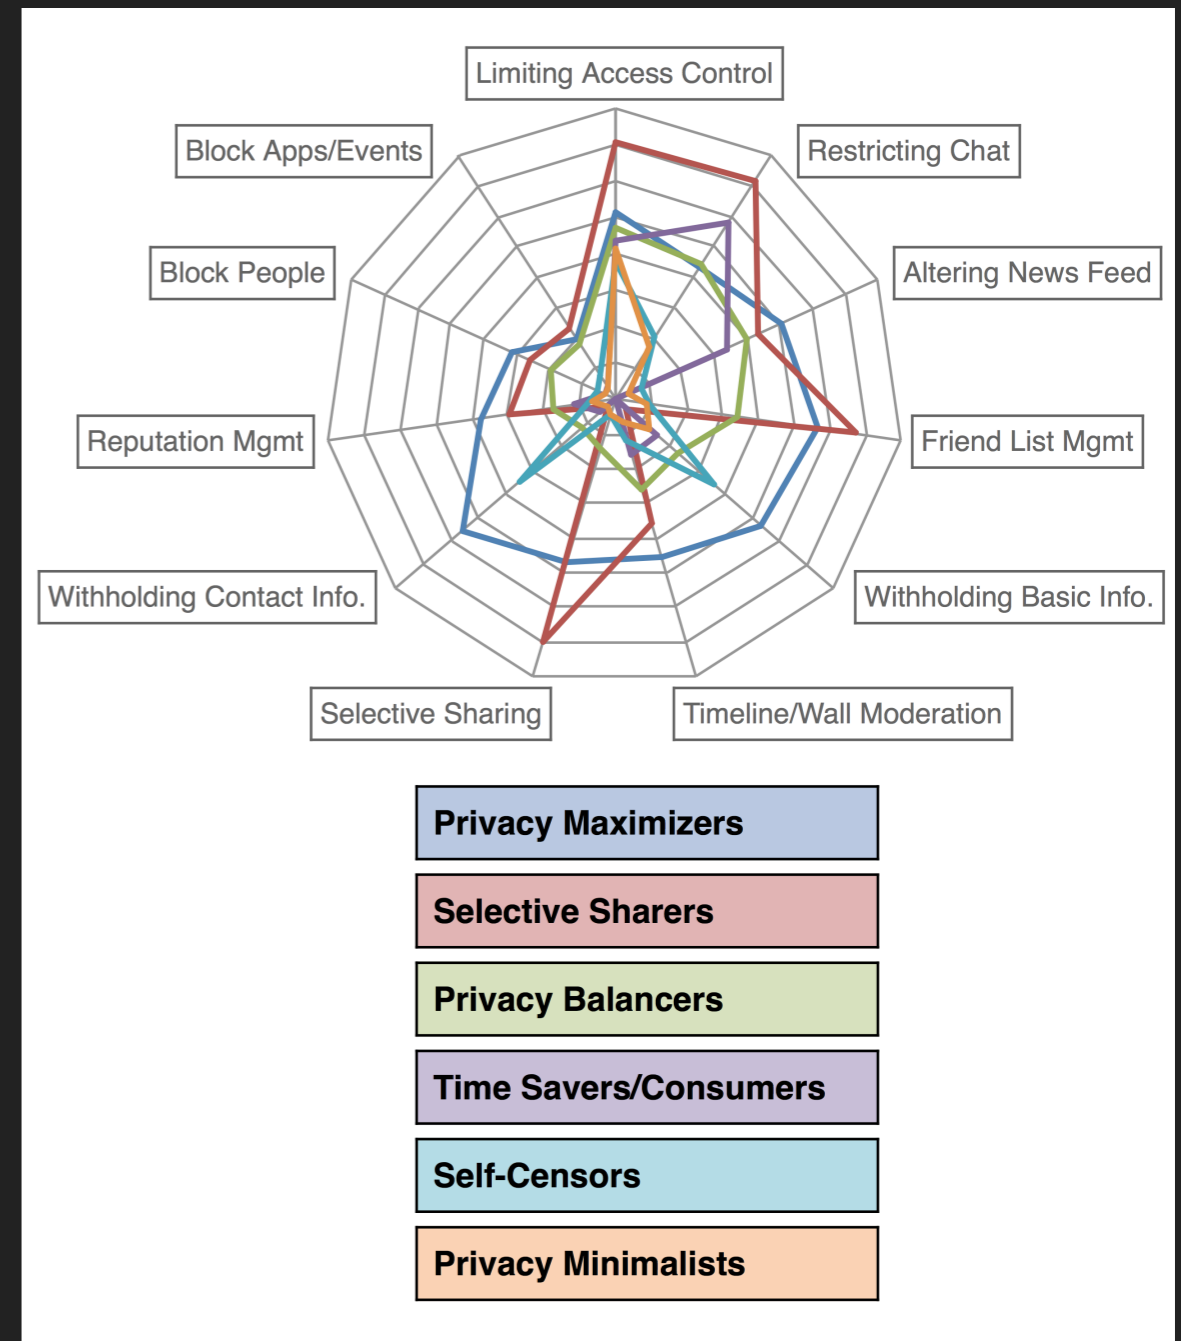 Limiting Access Control
Block Apps/Events
Restricting Chat
Block People
Altering News Feed
Reputation Mgmt
Friend List Mgmt
Withholding Contact Info.
Withholding Basic Info.
Selective Sharing
Timeline/Wall Moderation
Privacy Maximizers
Selective Sharers
Privacy Balancers
Time Savers/Consumers
Self-Censors
Privacy Minimalists